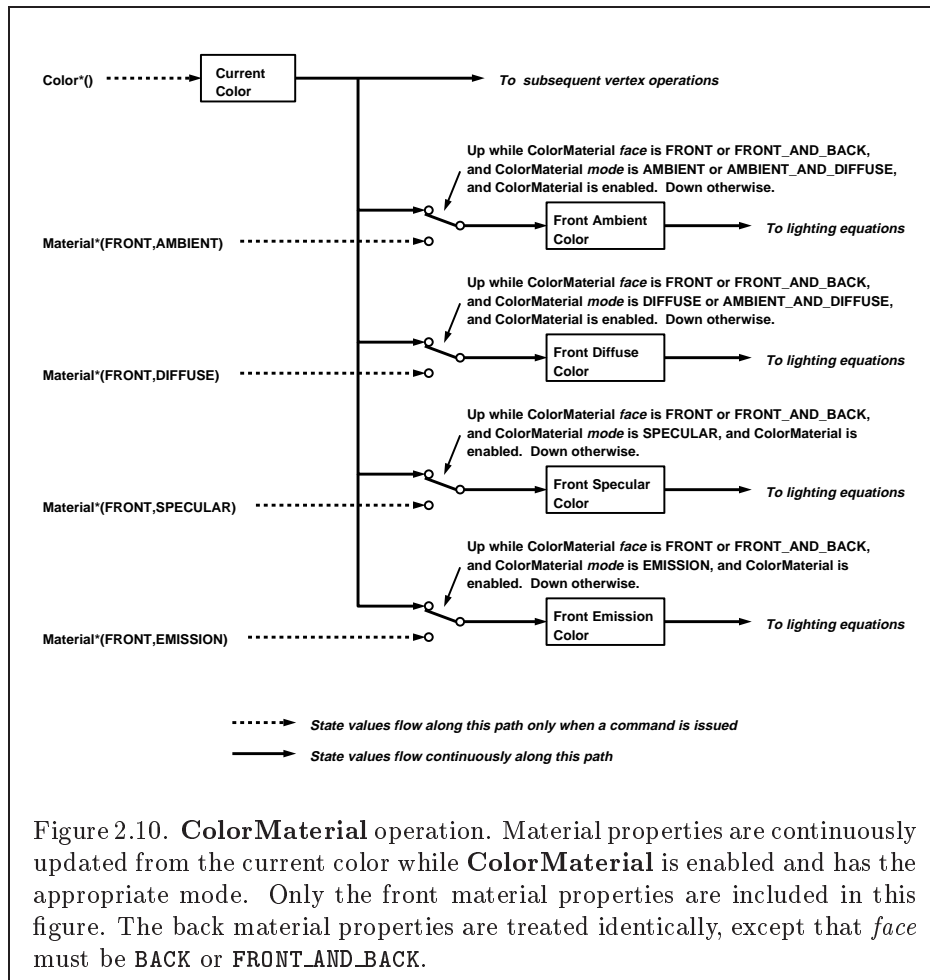 Color*()
Current
Color
To subsequent vertex operations
Up while ColorMaterial face is FRONT or FRONT_AND_BACK,
and ColorMaterial mode is AMBIENT or AMBIENT_AND_DIFFUSE,
and ColorMaterial is enabled. Down otherwise.
Front Ambient
Color
To lighting equations
Material*(FRONT,AMBIENT)
Up while ColorMaterial face is FRONT or FRONT_AND_BACK,
and ColorMaterial mode is DIFFUSE or AMBIENT_AND_DIFFUSE,
and ColorMaterial is enabled. Down otherwise.
Front Diffuse
Color
To lighting equations
Material*(FRONT,DIFFUSE)
Up while ColorMaterial face is FRONT or FRONT_AND_BACK,
and ColorMaterial mode is SPECULAR, and ColorMaterial is
enabled. Down otherwise.
Front Specular
Color
To lighting equations
Material*(FRONT,SPECULAR)
Up while ColorMaterial face is FRONT or FRONT_AND_BACK,
and ColorMaterial mode is EMISSION, and ColorMaterial is
enabled. Down otherwise.
Front Emission
Color
To lighting equations
Material*(FRONT,EMISSION)
State values flow along this path only when a command is issued
State values flow continuously along this path
Figure 2.10. ColorMaterial operation. Material properties are continuously
updated from the current color while ColorMaterial is enabled and has the
appropriate mode. Only the front material properties are included in this
figure. The back material properties are treated identically, except that face
must be BACK or FRONT_AND_BACK.